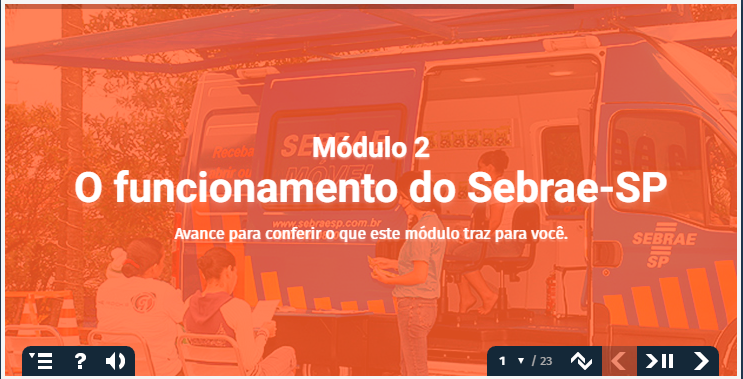 Módulo 2
O funcionamento do Sebrae-SP
Avance para conferir o que este módulo traz para você.
Receba
SEBRAE
MÓVEL
www.sebraesp.com.br
SEBRAE
SP
?
1 / 23